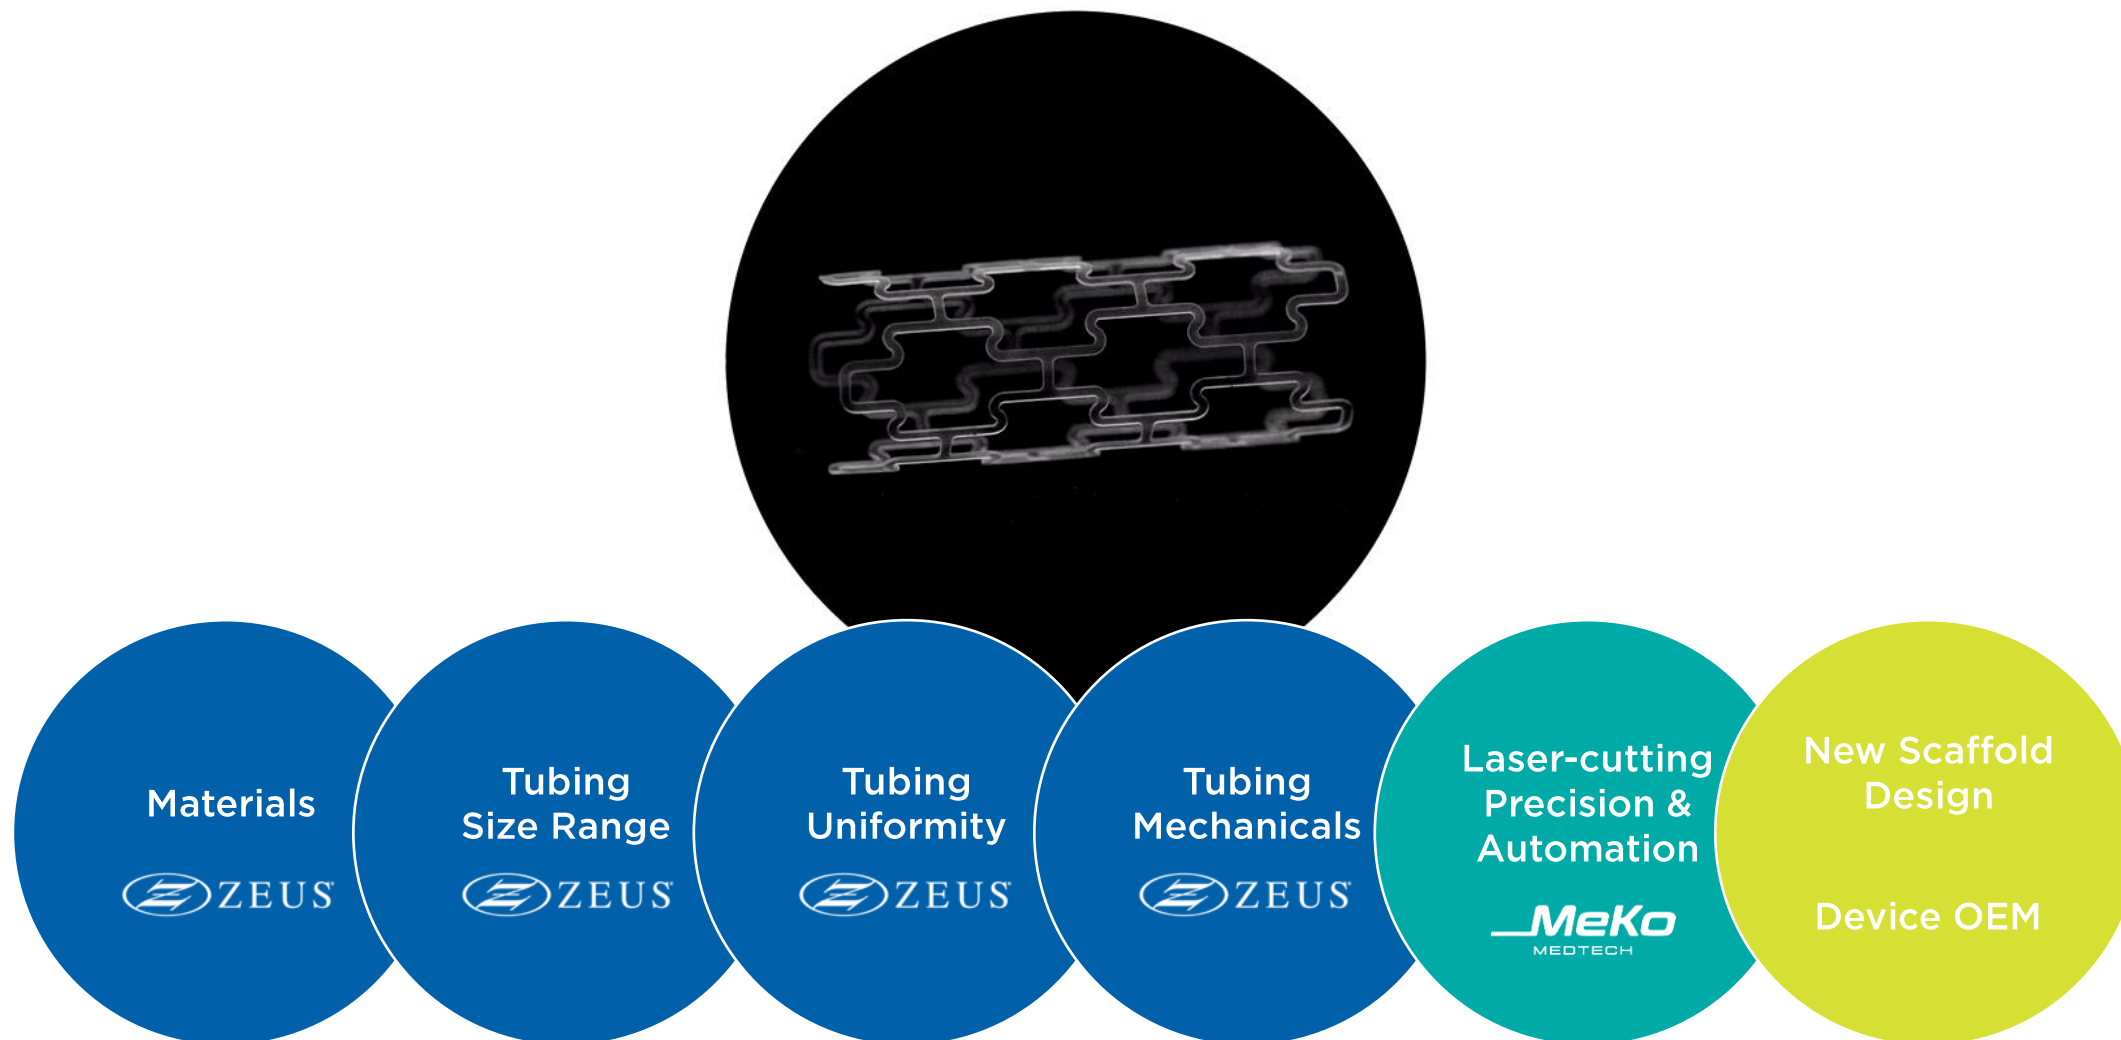 Materials
ZEUS
Tubing
Size Range
ZEUS
Tubing
Uniformity
ZEUS
Tubing
Mechanicals
ZEUS
Laser-cutting
Precision &
Automation
MeKo
MEDTECH
New Scaffold
Design
Device OEM